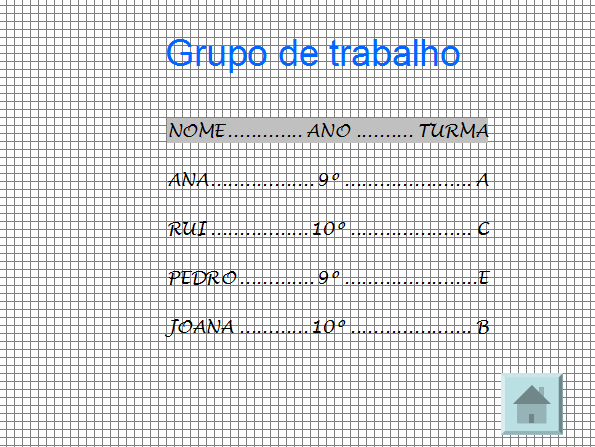 Grupo de trabalho
NOME............. ANO .......... TURMA
ANA.................. 9º ...................... A
RUI ................. 10º ..................... C
PEDRO ............. 9º .......................E
JOANA ............ 10º ..................... B